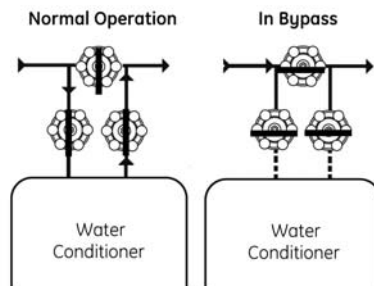 Normal Operation
In Bypass
Water
Conditioner
Water
Conditioner